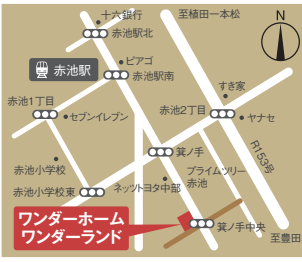 十六銀行
至植田一本松
N
赤池駅北
ピアゴ
赤池駅
赤池駅南
すき家
赤池1丁目
赤池2丁目
セブンイレブン
ヤナセ
R153号
箕ノ手
赤池小学校
プライムツリー
赤池
赤池小学校東
ネッツトヨタ中部
ワンダーホーム
ワンダーランド
箕ノ手中央
至豊田